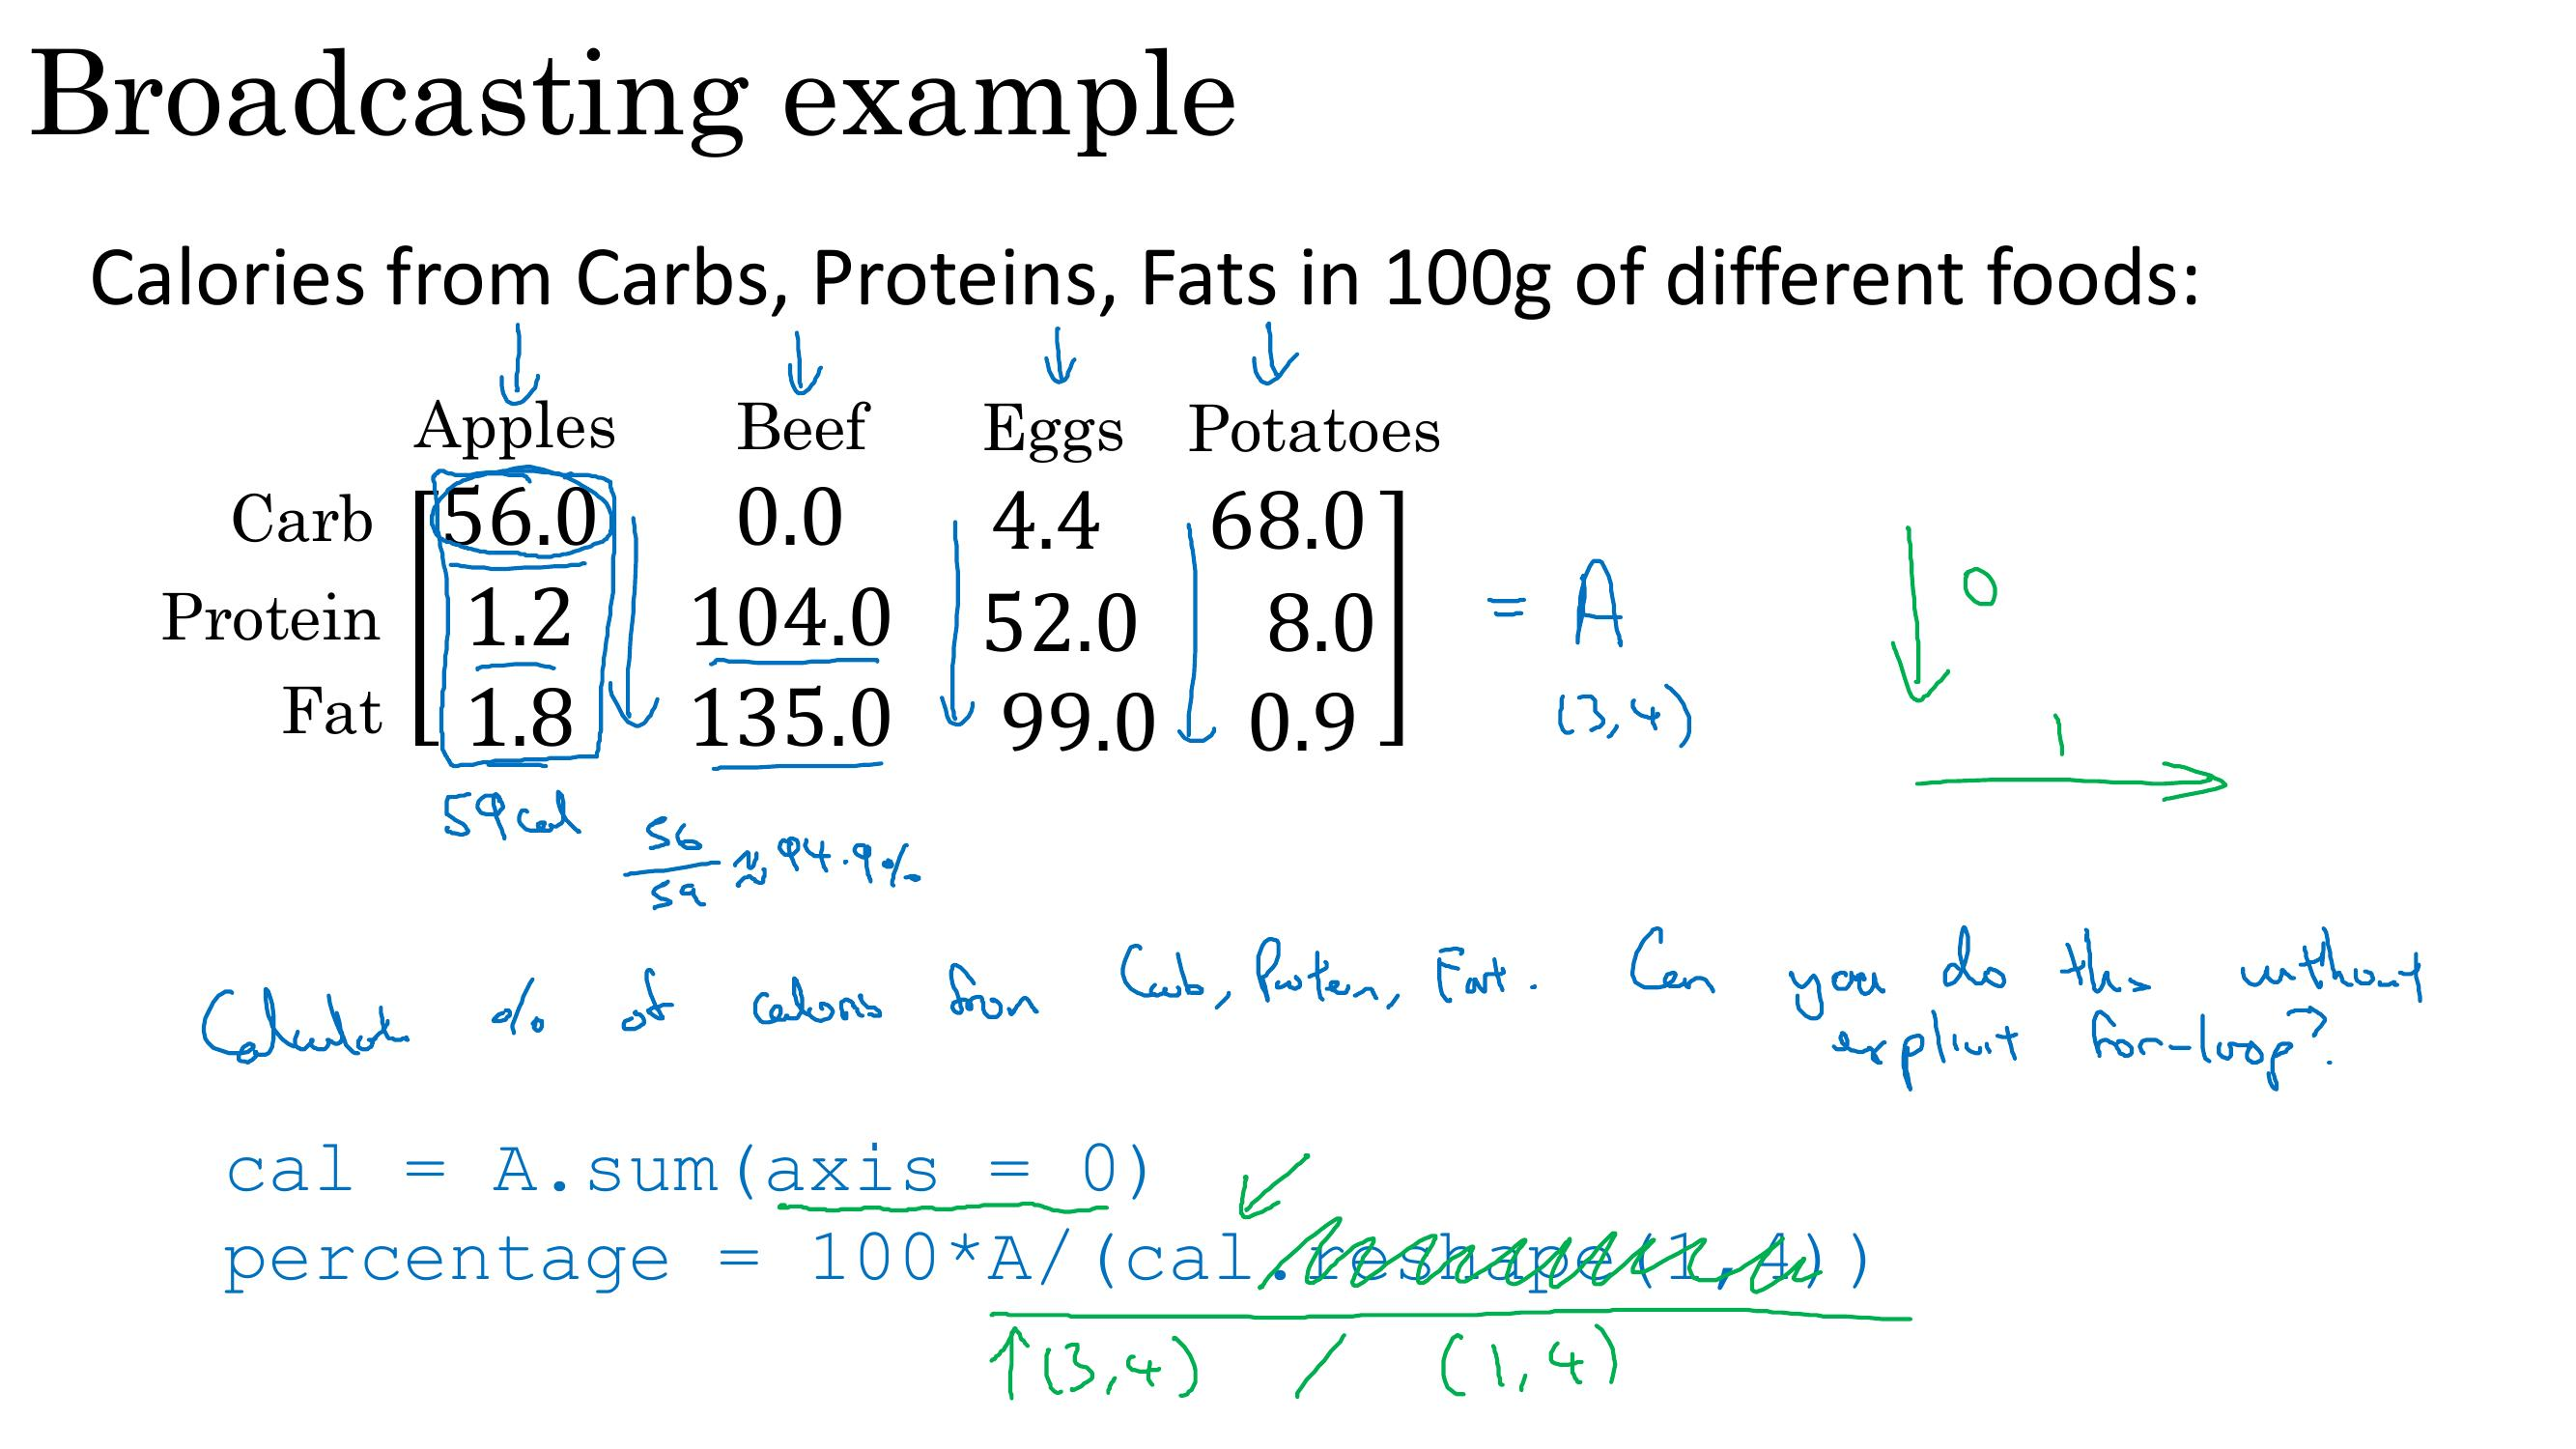 Broadcasting example
Calories from Carbs, Proteins, Fats in 100g of different foods:
Apples Beef Eggs Potatoes
Carb 56.0 0.0 4.4 68.0
Protein 1.2 104.0 52.0 8.0
Fat 1.8 135.0 99.0 0.9
= A
(3,4)
0
1
59 cal
56/59 ≈ 94.9%
Calculate % of calories from Carb, Protein, Fat. Can you do this without
explicit for-loop?
cal = A.sum(axis = 0)
percentage = 100*A/(cal.reshape(1,4))
↑(3,4) / (1,4)